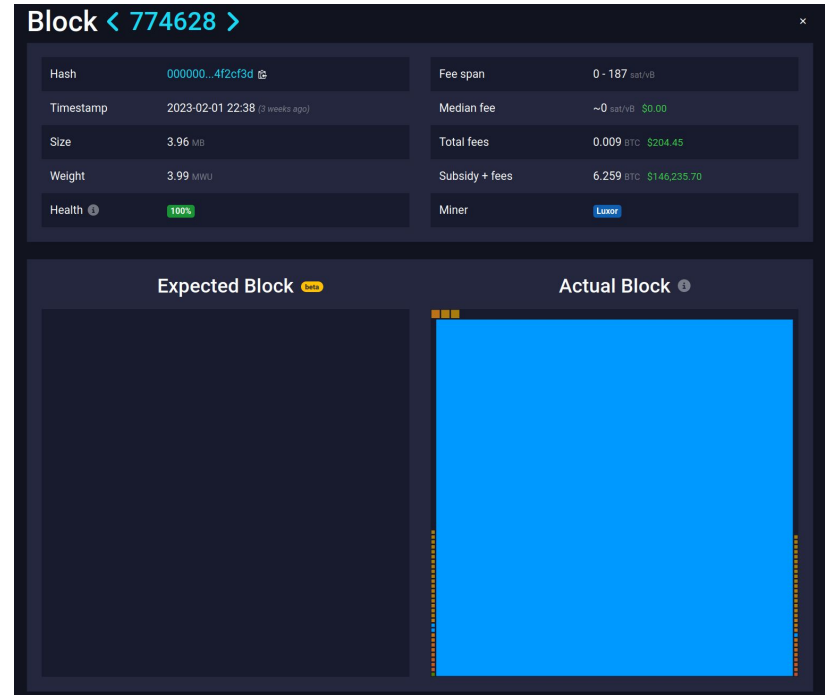 Block < 774628 > ×
Hash 000000...4f2cf3d
Timestamp 2023-02-01 22:38 (3 weeks ago)
Size 3.96 MB
Weight 3.99 MWU
Health i 100%
Fee span 0 - 187 sat/vB
Median fee ~0 sat/vB $0.00
Total fees 0.009 BTC $204.45
Subsidy + fees 6.259 BTC $146,235.70
Miner Luxor
Expected Block beta
Actual Block i